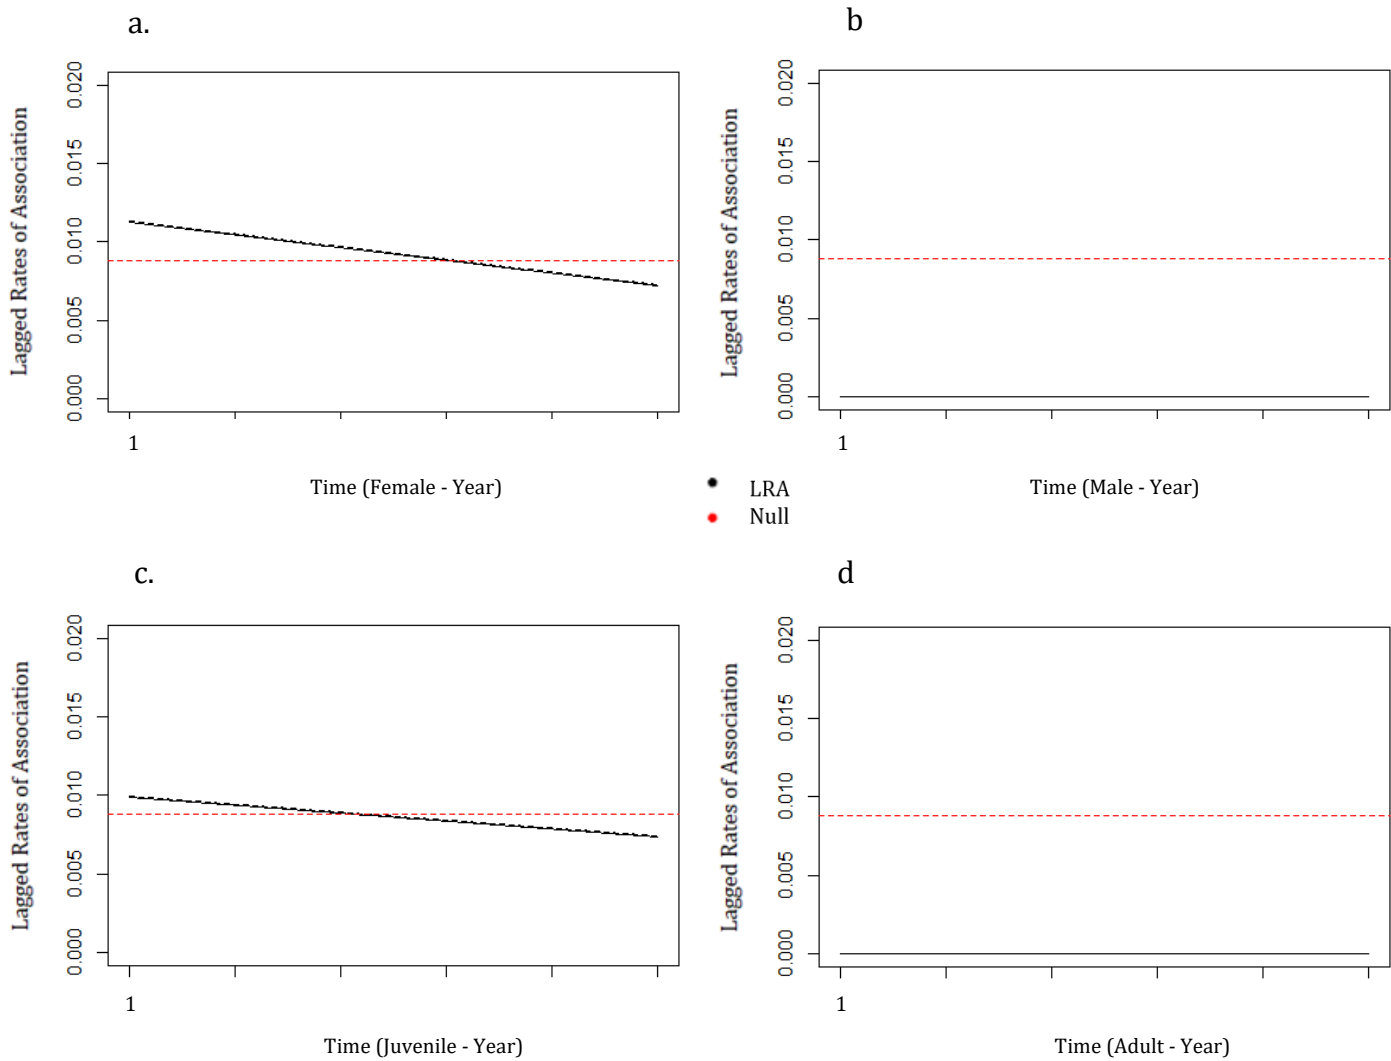 a.
0.020
0.015
0.010
0.005
0.000
Lagged Rates of Association
1
Time (Female - Year)
b
0.020
0.015
0.010
0.005
0.000
Lagged Rates of Association
1
Time (Male - Year)
LRA
Null
c.
0.020
0.015
0.010
0.005
0.000
Lagged Rates of Association
1
Time (Juvenile - Year)
d
0.020
0.015
0.010
0.005
0.000
Lagged Rates of Association
1
Time (Adult - Year)